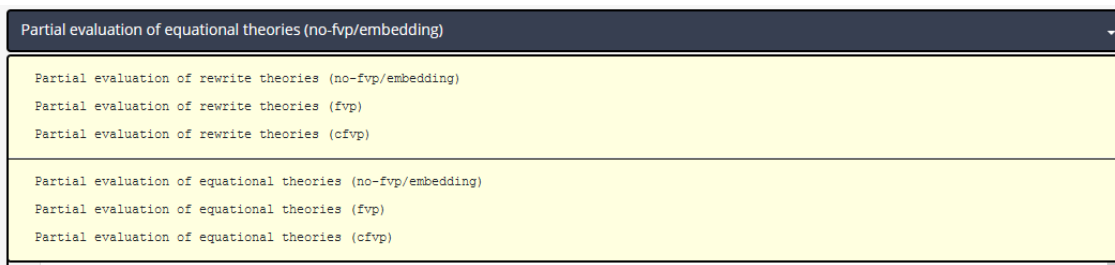 Partial evaluation of equational theories (no-fvp/embedding)
Partial evaluation of rewrite theories (no-fvp/embedding)
Partial evaluation of rewrite theories (fvp)
Partial evaluation of rewrite theories (cfvp)
Partial evaluation of equational theories (no-fvp/embedding)
Partial evaluation of equational theories (fvp)
Partial evaluation of equational theories (cfvp)